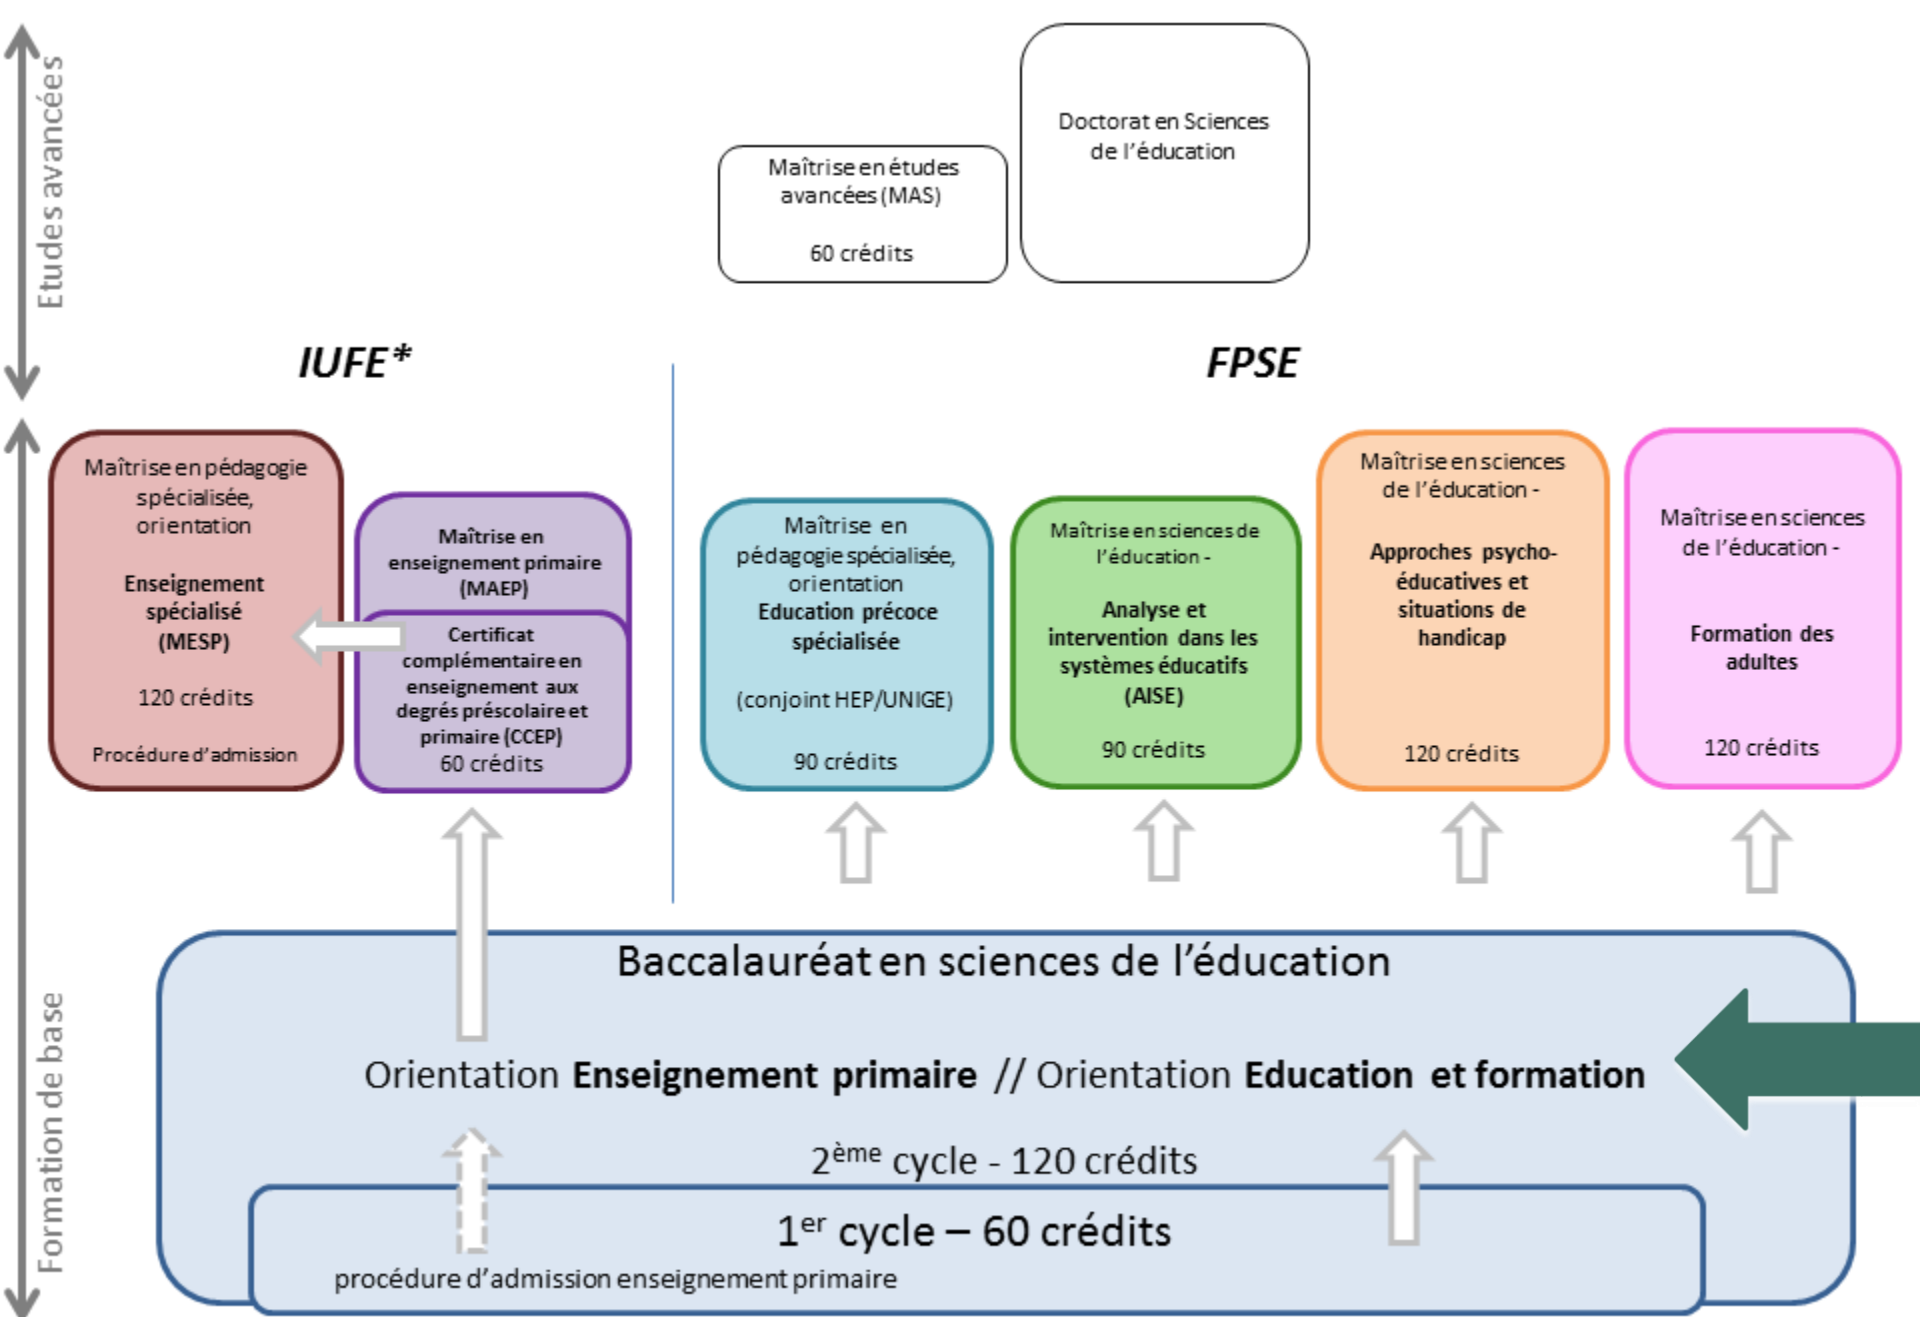 Etudes avancées
Doctorat en Sciences
de l'éducation
Maîtrise en études
avancées (MAS)
60 crédits
IUFE*
FPSE
Formation de base
Maîtrise en pédagogie
spécialisée,
orientation
Enseignement
spécialisé
(MESP)
120 crédits
Procédure d'admission
Maîtrise en
enseignement primaire
(MAEP)
Certificat
complémentaire en
enseignement aux
degrés préscolaire et
primaire (CCEP)
60 crédits
Maîtrise en
pédagogie spécialisée,
orientation
Education précoce
spécialisée
(conjoint HEP/UNIGE)
90 crédits
Maîtrise en sciences de
l'éducation -
Analyse et
intervention dans les
systèmes éducatifs
(AISE)
90 crédits
Maîtrise en sciences
de l'éducation -
Approches psycho-
éducatives et
situations de
handicap
120 crédits
Maîtrise en sciences
de l'éducation -
Formation des
adultes
120 crédits
Baccalauréat en sciences de l'éducation
Orientation Enseignement primaire // Orientation Education et formation
2ème cycle - 120 crédits
1er cycle – 60 crédits
procédure d'admission enseignement primaire